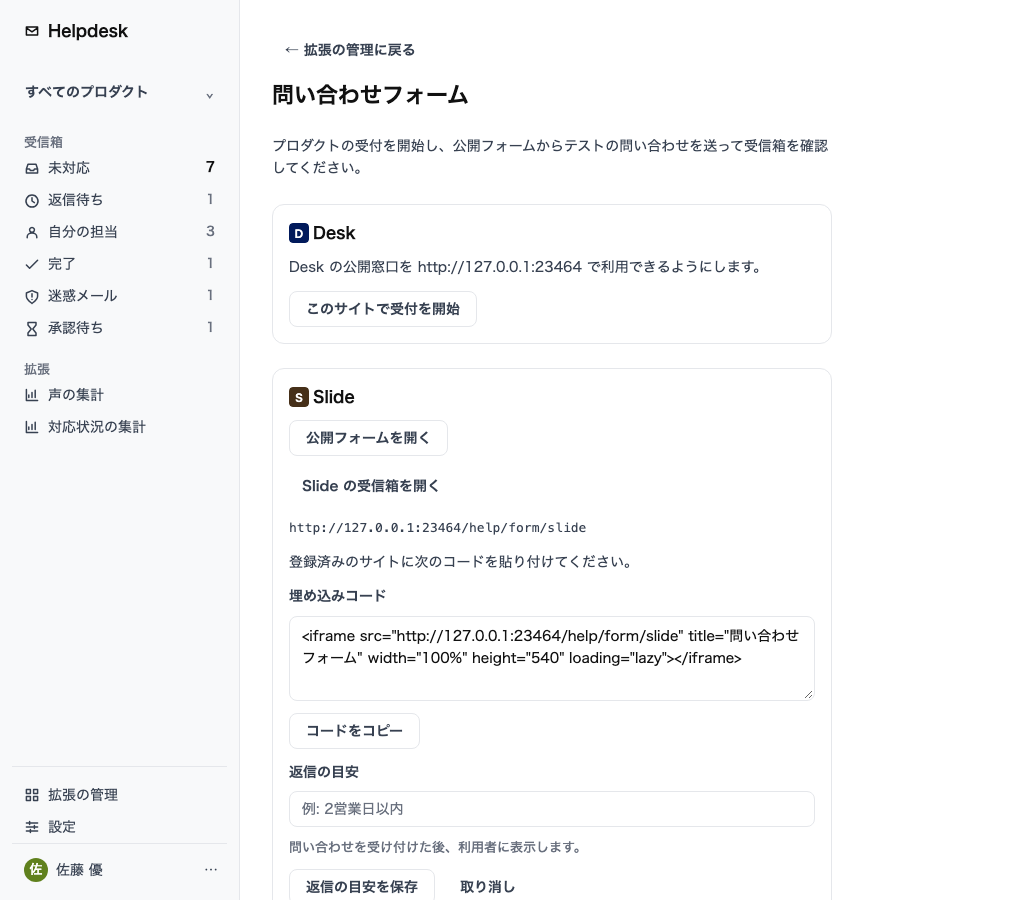 Helpdesk
すべてのプロダクト
受信箱
未対応 7
返信待ち 1
自分の担当 3
完了 1
迷惑メール 1
承認待ち 1
拡張
声の集計
対応状況の集計
拡張の管理
設定
佐 佐藤 優 ...
← 拡張の管理に戻る
問い合わせフォーム
プロダクトの受付を開始し、公開フォームからテストの問い合わせを送って受信箱を確認
してください。
D Desk
Desk の公開窓口を http://127.0.0.1:23464 で利用できるようにします。
このサイトで受付を開始
S Slide
公開フォームを開く
Slide の受信箱を開く
http://127.0.0.1:23464/help/form/slide
登録済みのサイトに次のコードを貼り付けてください。
埋め込みコード
<iframe src="http://127.0.0.1:23464/help/form/slide" title="問い合わせ
フォーム" width="100%" height="540" loading="lazy"></iframe>
コードをコピー
返信の目安
例: 2営業日以内
問い合わせを受け付けた後、利用者に表示します。
返信の目安を保存 取り消し